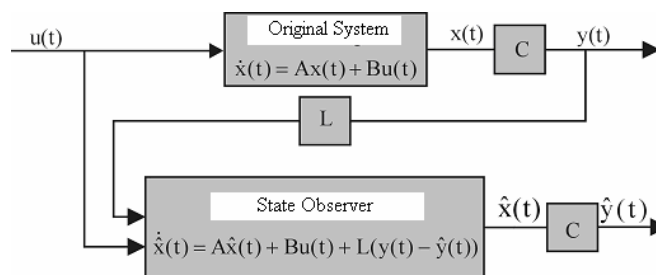 Original System
u(t)
x(t)
C
y(t)
ẋ(t) = Ax(t) + Bu(t)
L
State Observer
x̂(t)
ŷ(t)
C
x̂̇(t) = Ax̂(t) + Bu(t) + L(y(t) − ŷ(t))